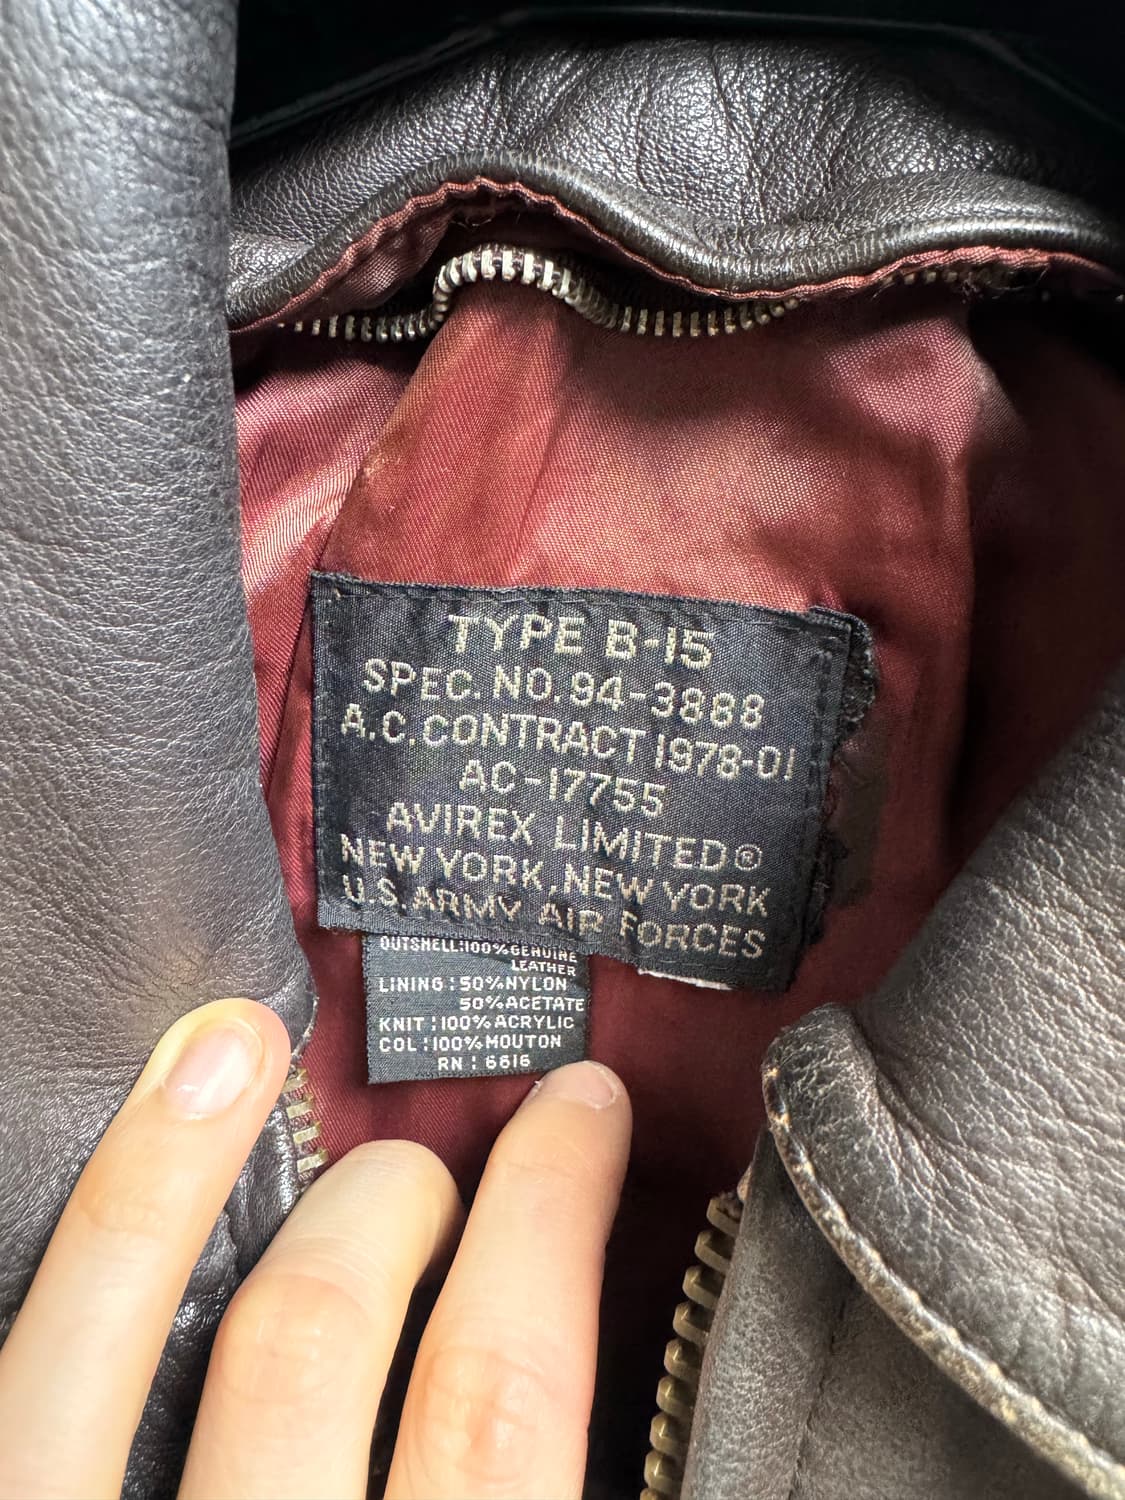 TYPE B-15
SPEC. NO. 94-3888
A.C. CONTRACT 1978-01
AC-17755
AVIREX LIMITED®
NEW YORK, NEW YORK
U.S. ARMY AIR FORCES
OUTSHELL:100% GENUINE
LEATHER
LINING:50%NYLON
50%ACETATE
KNIT:100%ACRYLIC
COL:100%MOUTON
RN:6616